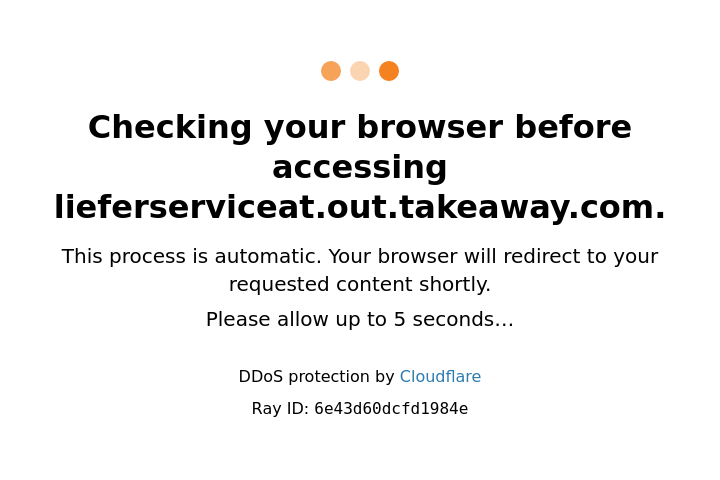 Checking your browser before
accessing
lieferserviceat.out.takeaway.com.
This process is automatic. Your browser will redirect to your
requested content shortly.
Please allow up to 5 seconds…
DDoS protection by Cloudflare
Ray ID: 6e43d60dcfd1984e